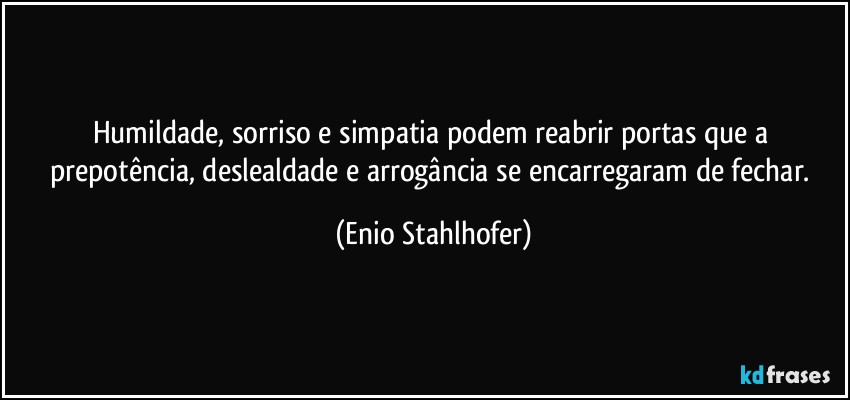 Humildade, sorriso e simpatia podem reabrir portas que a
prepotência, deslealdade e arrogância se encarregaram de fechar.
(Enio Stahlhofer)
kdfrases